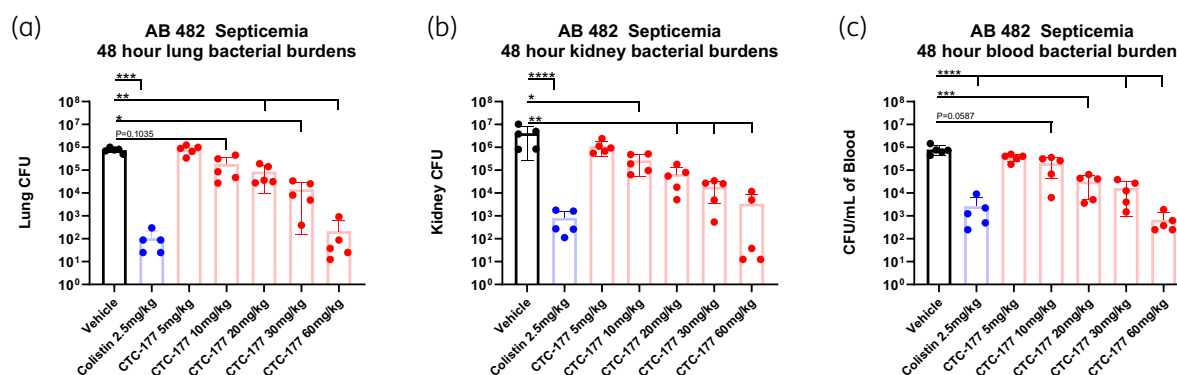 (a)
AB 482 Septicemia
48 hour lung bacterial burdens
***
**
*
P=0.1035
10⁸
10⁷
10⁶
10⁵
10⁴
10³
10²
10¹
10⁰
Lung CFU
Vehicle
Colistin 2.5mg/kg
CTC-177 5mg/kg
CTC-177 10mg/kg
CTC-177 20mg/kg
CTC-177 30mg/kg
CTC-177 60mg/kg
(b)
AB 482 Septicemia
48 hour kidney bacterial burdens
****
*
**
10⁸
10⁷
10⁶
10⁵
10⁴
10³
10²
10¹
10⁰
Kidney CFU
Vehicle
Colistin 2.5mg/kg
CTC-177 5mg/kg
CTC-177 10mg/kg
CTC-177 20mg/kg
CTC-177 30mg/kg
CTC-177 60mg/kg
(c)
AB 482 Septicemia
48 hour blood bacterial burden
****
***
P=0.0587
10⁸
10⁷
10⁶
10⁵
10⁴
10³
10²
10¹
10⁰
CFU/mL of Blood
Vehicle
Colistin 2.5mg/kg
CTC-177 5mg/kg
CTC-177 10mg/kg
CTC-177 20mg/kg
CTC-177 30mg/kg
CTC-177 60mg/kg